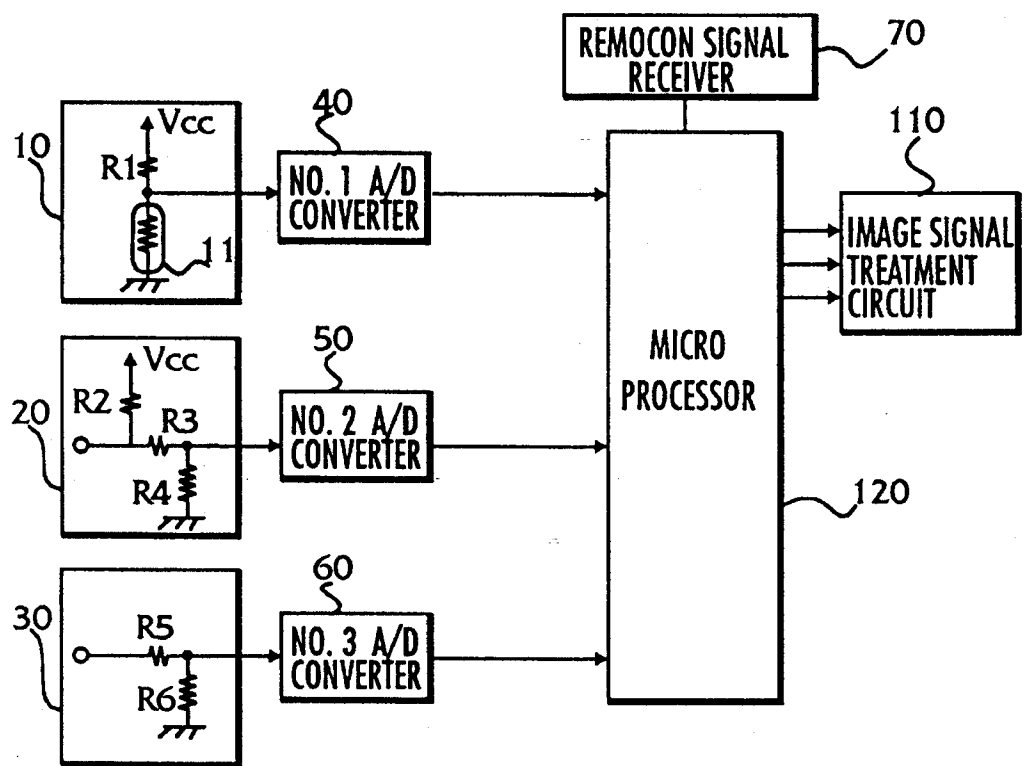 REMOCON SIGNAL
RECEIVER
70
10
Vcc
R1
11
40
NO. 1 A/D
CONVERTER
110
IMAGE SIGNAL
TREATMENT
CIRCUIT
20
Vcc
R2
R3
R4
50
NO. 2 A/D
CONVERTER
MICRO
PROCESSOR
120
30
R5
R6
60
NO. 3 A/D
CONVERTER